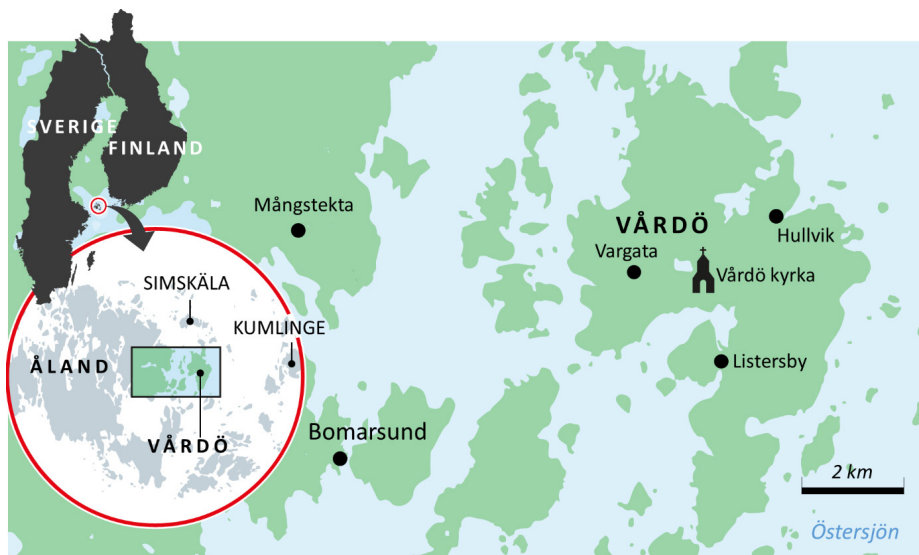 SVERIGE
FINLAND
Mångstekta
VÅRDÖ
Hullvik
Vargata
Vårdö kyrka
SIMSKÄLA
KUMLINGE
ÅLAND
Listersby
VÅRDÖ
Bomarsund
2 km
Östersjön